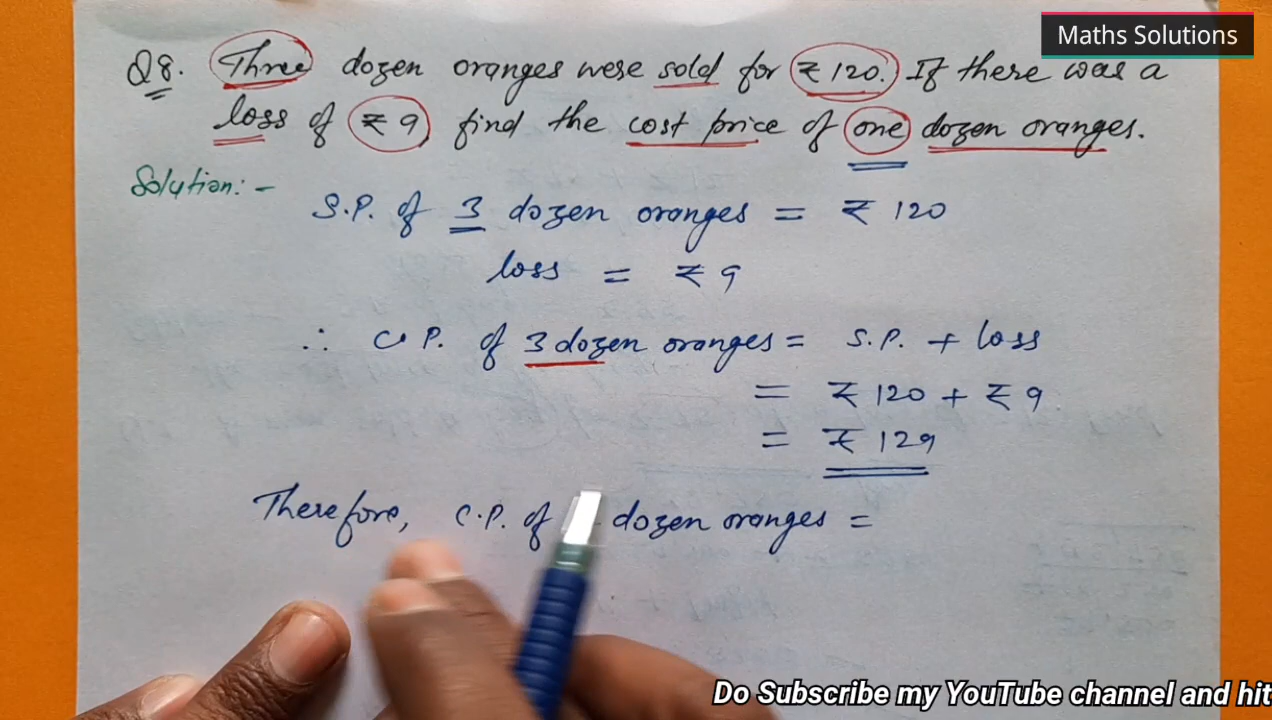 Maths Solutions
Q8. Three dozen oranges were sold for ₹120. If there was a
loss of ₹9 find the cost price of one dozen oranges.
Solution:-
S.P. of 3 dozen oranges = ₹120
loss = ₹9
∴ C.P. of 3 dozen oranges = S.P. + loss
= ₹120 + ₹9
= ₹129
Therefore, C.P. of dozen oranges =
Do Subscribe my YouTube channel and hit